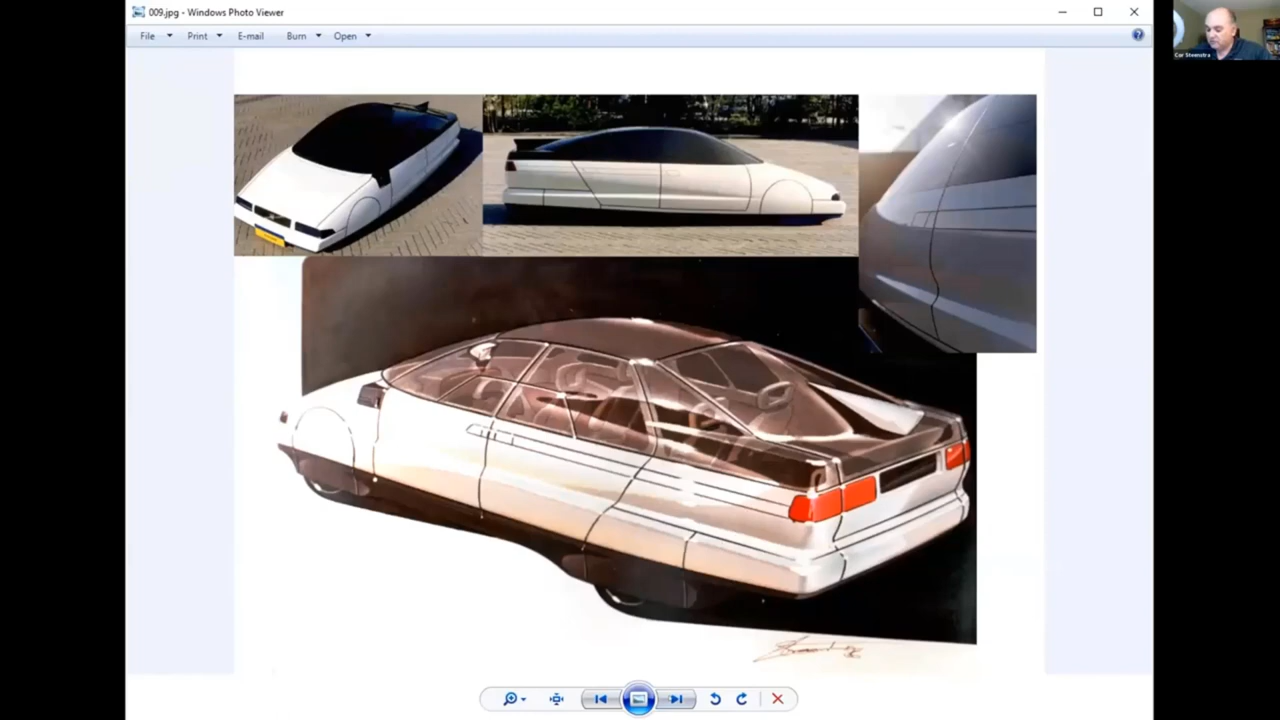 009.jpg - Windows Photo Viewer
File Print E-mail Burn Open
Cor Steenstra